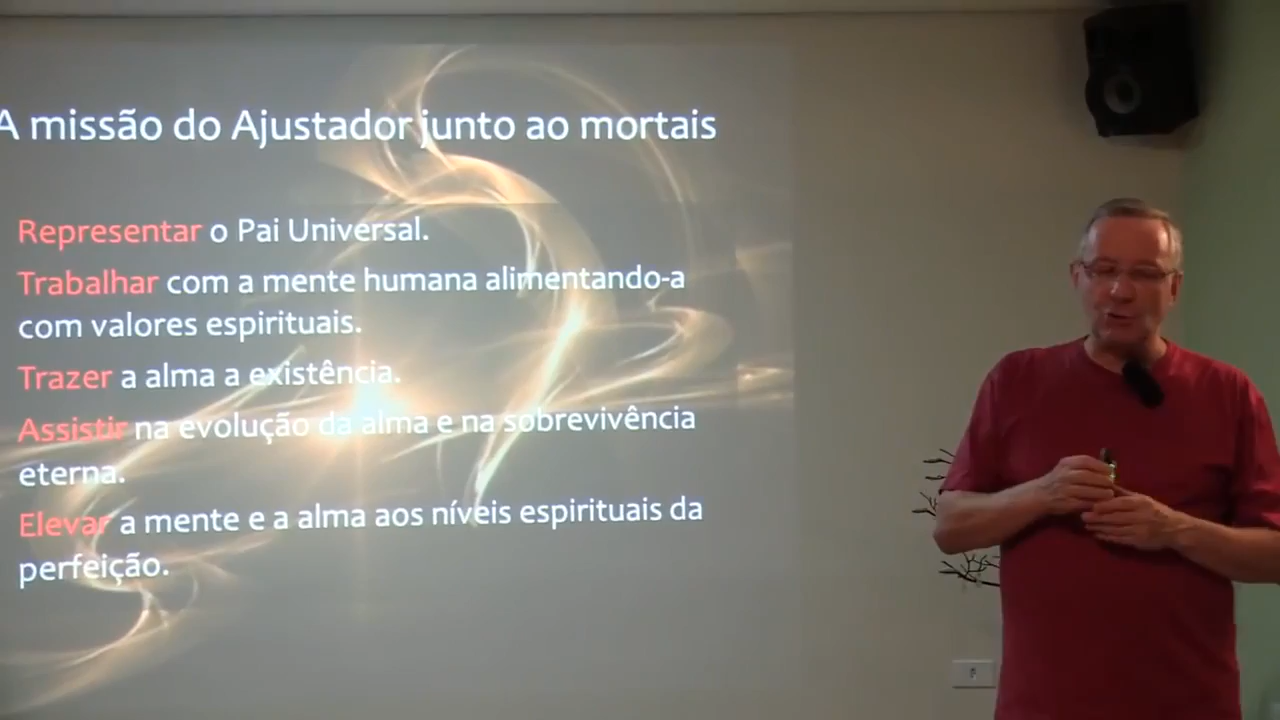 A missão do Ajustador junto ao mortais
Representar o Pai Universal.
Trabalhar com a mente humana alimentando-a
com valores espirituais.
Trazer a alma a existência.
Assistir na evolução da alma e na sobrevivência
eterna.
Elevar a mente e a alma aos níveis espirituais da
perfeição.